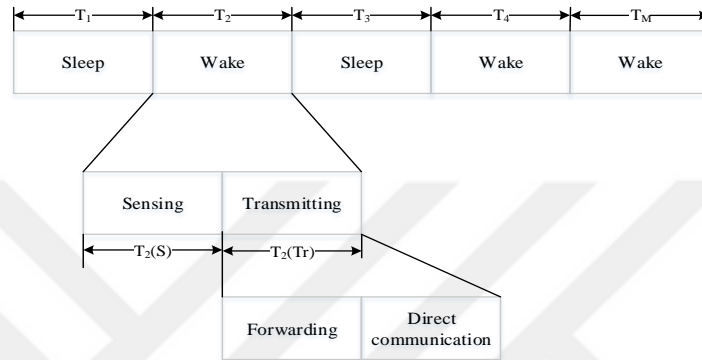 T1 T2 T3 T4 TM
Sleep Wake Sleep Wake Wake
Sensing Transmitting
T2(S) T2(Tr)
Forwarding Direct
communication